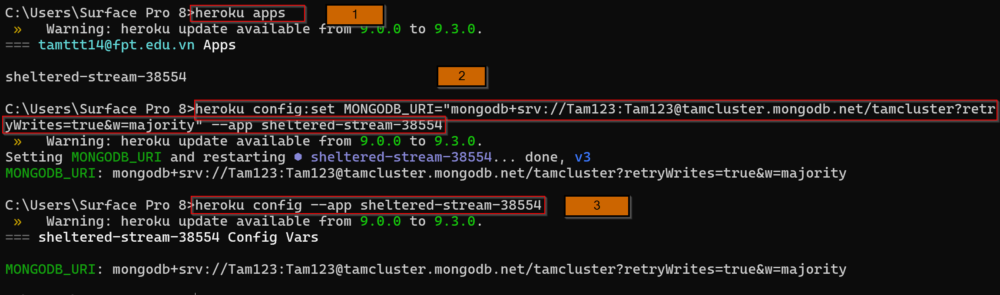 C:\Users\Surface Pro 8>heroku apps
1
»   Warning: heroku update available from 9.0.0 to 9.3.0.
=== tamttt14@fpt.edu.vn Apps
sheltered-stream-38554
2
C:\Users\Surface Pro 8>heroku config:set MONGODB_URI="mongodb+srv://Tam123:Tam123@tamcluster.mongodb.net/tamcluster?retr
yWrites=true&w=majority" --app sheltered-stream-38554
»   Warning: heroku update available from 9.0.0 to 9.3.0.
Setting MONGODB_URI and restarting ⬢ sheltered-stream-38554... done, v3
MONGODB_URI: mongodb+srv://Tam123:Tam123@tamcluster.mongodb.net/tamcluster?retryWrites=true&w=majority
C:\Users\Surface Pro 8>heroku config --app sheltered-stream-38554
3
»   Warning: heroku update available from 9.0.0 to 9.3.0.
=== sheltered-stream-38554 Config Vars
MONGODB_URI: mongodb+srv://Tam123:Tam123@tamcluster.mongodb.net/tamcluster?retryWrites=true&w=majority